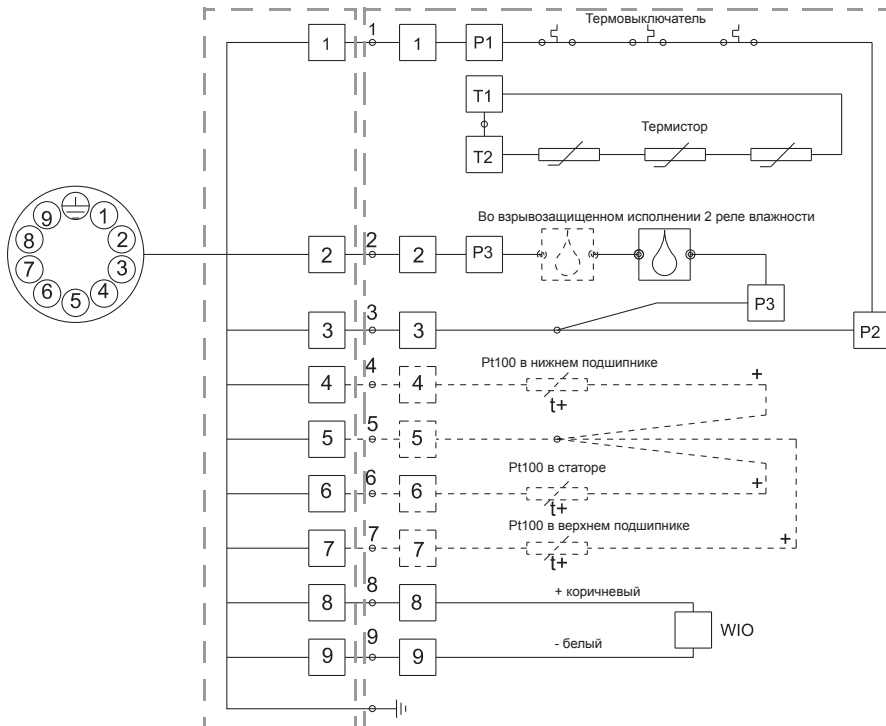 Термовыключатель
1 1 1 P1
T1
Термистор
T2
9 1
8 2
7 3
6 5 4
Во взрывозащищенном исполнении 2 реле влажности
2 2 2 P3
P3
3 3 3 P2
Pt100 в нижнем подшипнике
4 4 4 +
t+
5 5 5
Pt100 в статоре
6 6 6 +
t+
Pt100 в верхнем подшипнике
7 7 7 +
t+
+ коричневый
8 8 8
WIO
- белый
9 9 9